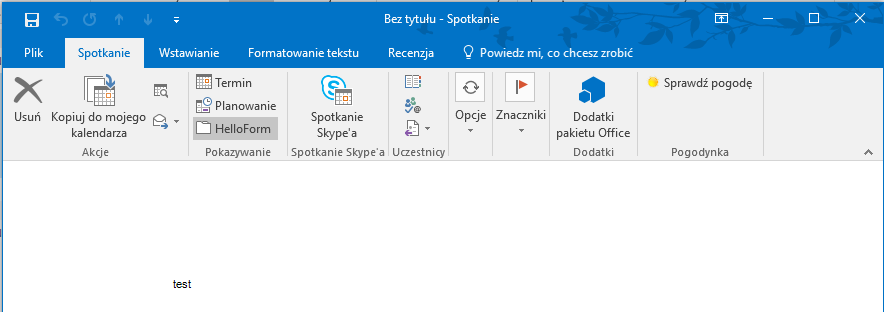 Bez tytułu - Spotkanie
Plik Spotkanie Wstawianie Formatowanie tekstu Recenzja Powiedz mi, co chcesz zrobić
Usuń
Kopiuj do mojego
kalendarza
Akcje
Termin
Planowanie
HelloForm
Pokazywanie
Spotkanie
Skype'a
Spotkanie Skype'a
Uczestnicy
Opcje
Znaczniki
Dodatki
pakietu Office
Dodatki
Sprawdź pogodę
Pogodynka
test